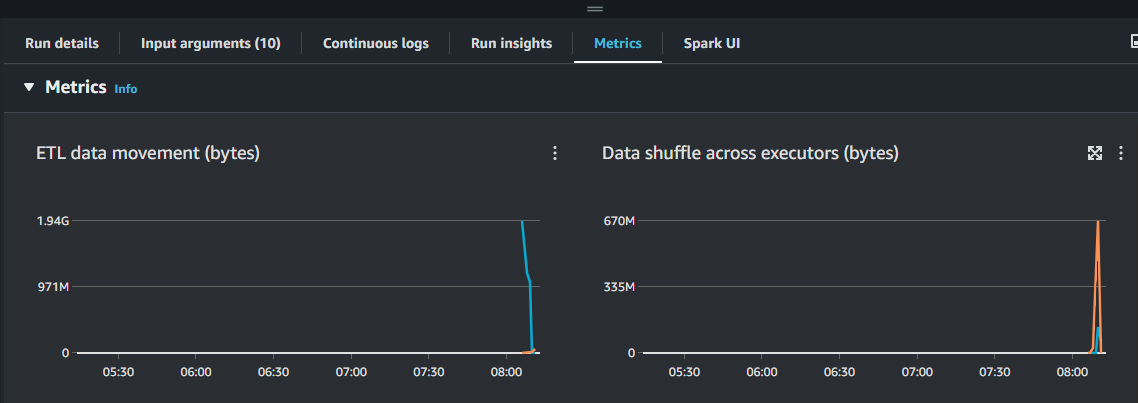 Run details Input arguments (10) Continuous logs Run insights Metrics Spark UI
Metrics Info
ETL data movement (bytes)
1.94G
971M
0
05:30 06:00 06:30 07:00 07:30 08:00
Data shuffle across executors (bytes)
670M
335M
0
05:30 06:00 06:30 07:00 07:30 08:00